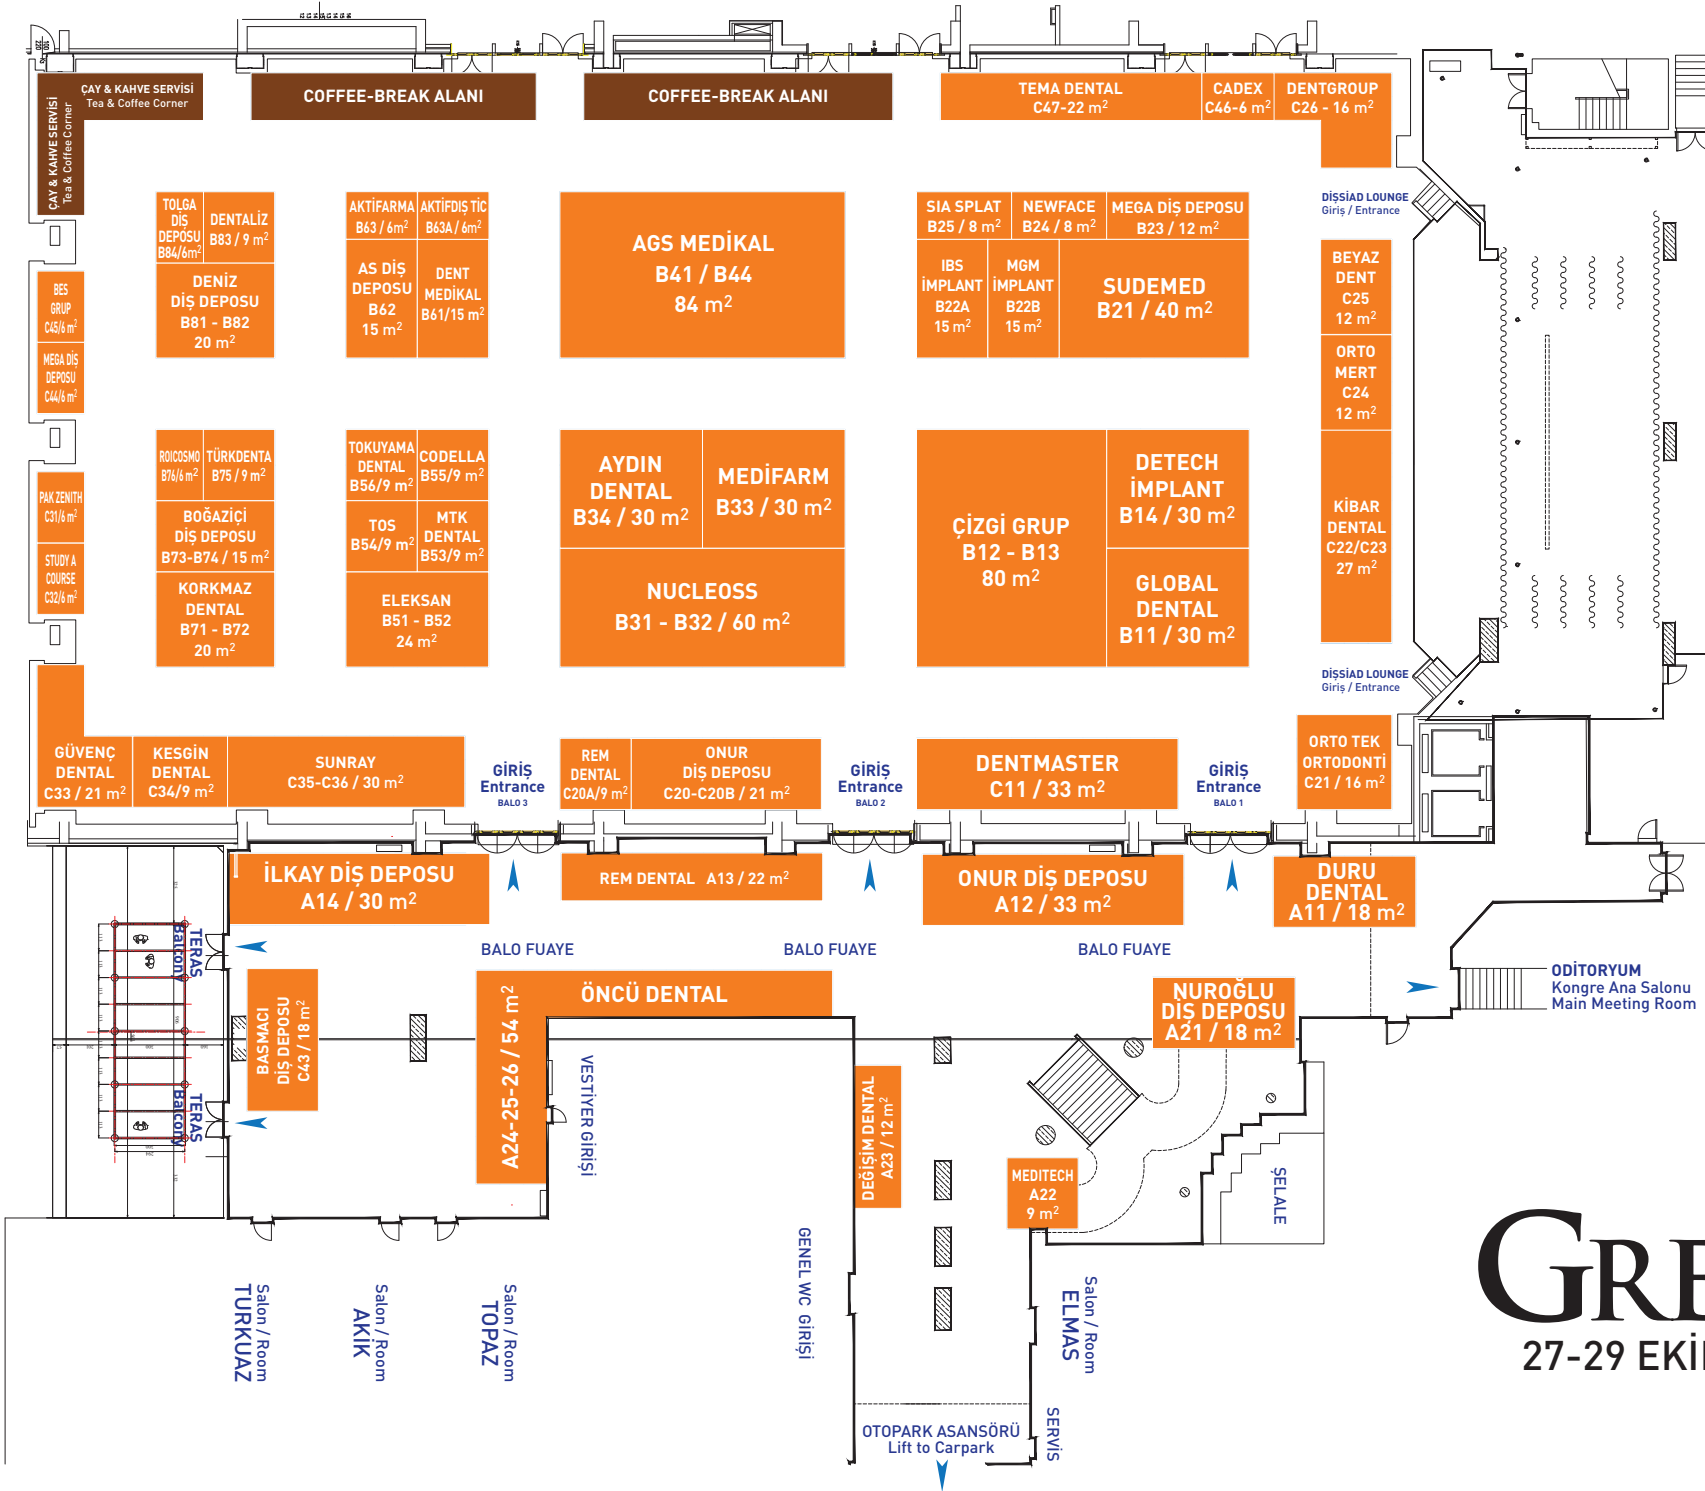 ÇAY & KAHVE SERVİSİ
Tea & Coffee Corner
ÇAY & KAHVE SERVİSİ
Tea & Coffee Corner
COFFEE-BREAK ALANI
COFFEE-BREAK ALANI
TEMA DENTAL
C47-22 m²
CADEX
C46-6 m²
DENTGROUP
C26 - 16 m²
TOLGA
DİŞ
DEPOSU
B84/6m²
DENTALİZ
B83 / 9 m²
DENİZ
DİŞ DEPOSU
B81 - B82
20 m²
AKTİFARMA
B63 / 6m²
AKTİFDIŞ TİC
B63A / 6m²
AS DİŞ
DEPOSU
B62
15 m²
DENT
MEDİKAL
B61/15 m²
AGS MEDİKAL
B41 / B44
84 m²
SIA SPLAT
B25 / 8 m²
NEWFACE
B24 / 8 m²
MEGA DİŞ DEPOSU
B23 / 12 m²
IBS
İMPLANT
B22A
15 m²
MGM
İMPLANT
B22B
15 m²
SUDEMED
B21 / 40 m²
DİŞSİAD LOUNGE
Giriş / Entrance
BEYAZ
DENT
C25
12 m²
ORTO
MERT
C24
12 m²
KİBAR
DENTAL
C22/C23
27 m²
DİŞSİAD LOUNGE
Giriş / Entrance
BES
GRUP
C45/6 m²
MEGA DİŞ
DEPOSU
C44/6 m²
PAK ZENITH
C31/6 m²
STUDY A
COURSE
C32/6 m²
ROICOSMO
B76/6 m²
TÜRKDENTA
B75 / 9 m²
BOĞAZİÇİ
DİŞ DEPOSU
B73-B74 / 15 m²
KORKMAZ
DENTAL
B71 - B72
20 m²
TOKUYAMA
DENTAL
B56/9 m²
CODELLA
B55/9 m²
TOS
B54/9 m²
MTK
DENTAL
B53/9 m²
ELEKSAN
B51 - B52
24 m²
AYDIN
DENTAL
B34 / 30 m²
MEDİFARM
B33 / 30 m²
NUCLEOSS
B31 - B32 / 60 m²
ÇİZGİ GRUP
B12 - B13
80 m²
DETECH
İMPLANT
B14 / 30 m²
GLOBAL
DENTAL
B11 / 30 m²
GÜVENÇ
DENTAL
C33 / 21 m²
KESGİN
DENTAL
C34/9 m²
SUNRAY
C35-C36 / 30 m²
GİRİŞ
Entrance
BALO 3
REM
DENTAL
C20A/9 m²
ONUR
DİŞ DEPOSU
C20-C20B / 21 m²
GİRİŞ
Entrance
BALO 2
DENTMASTER
C11 / 33 m²
GİRİŞ
Entrance
BALO 1
ORTO TEK
ORTODONTİ
C21 / 16 m²
İLKAY DİŞ DEPOSU
A14 / 30 m²
REM DENTAL A13 / 22 m²
ONUR DİŞ DEPOSU
A12 / 33 m²
DURU
DENTAL
A11 / 18 m²
BALO FUAYE
BALO FUAYE
BALO FUAYE
TERAS
Balcony
TERAS
Balcony
BASMACI
DİŞ DEPOSU
C43 / 18 m²
ÖNCÜ DENTAL
A24-25-26 / 54 m²
VESTİYER GİRİŞİ
DEĞİŞİM DENTAL
A23 / 12 m²
NUROĞLU
DİŞ DEPOSU
A21 / 18 m²
ODİTORYUM
Kongre Ana Salonu
Main Meeting Room
MEDITECH
A22
9 m²
ŞELALE
GENEL WC GİRİŞİ
Salon / Room
TURKUAZ
Salon / Room
AKİK
Salon / Room
TOPAZ
Salon / Room
ELMAS
SERVİS
OTOPARK ASANSÖRÜ
Lift to Carpark
27-29